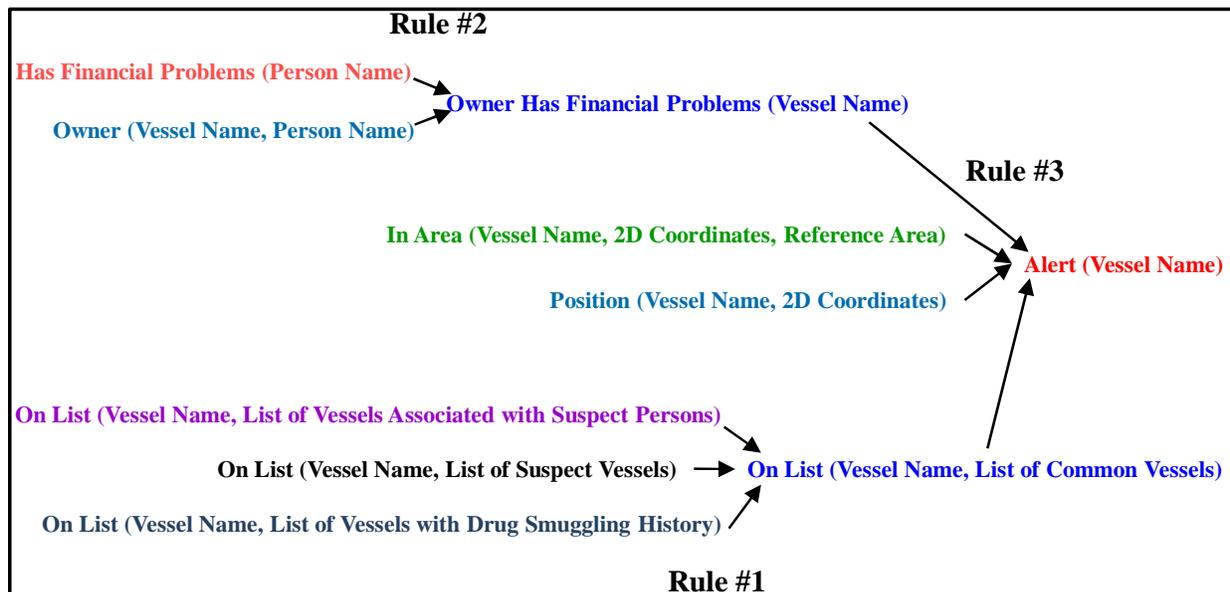 Rule #2
Has Financial Problems (Person Name)
Owner Has Financial Problems (Vessel Name)
Owner (Vessel Name, Person Name)
Rule #3
In Area (Vessel Name, 2D Coordinates, Reference Area)
Alert (Vessel Name)
Position (Vessel Name, 2D Coordinates)
On List (Vessel Name, List of Vessels Associated with Suspect Persons)
On List (Vessel Name, List of Suspect Vessels)
On List (Vessel Name, List of Common Vessels)
On List (Vessel Name, List of Vessels with Drug Smuggling History)
Rule #1